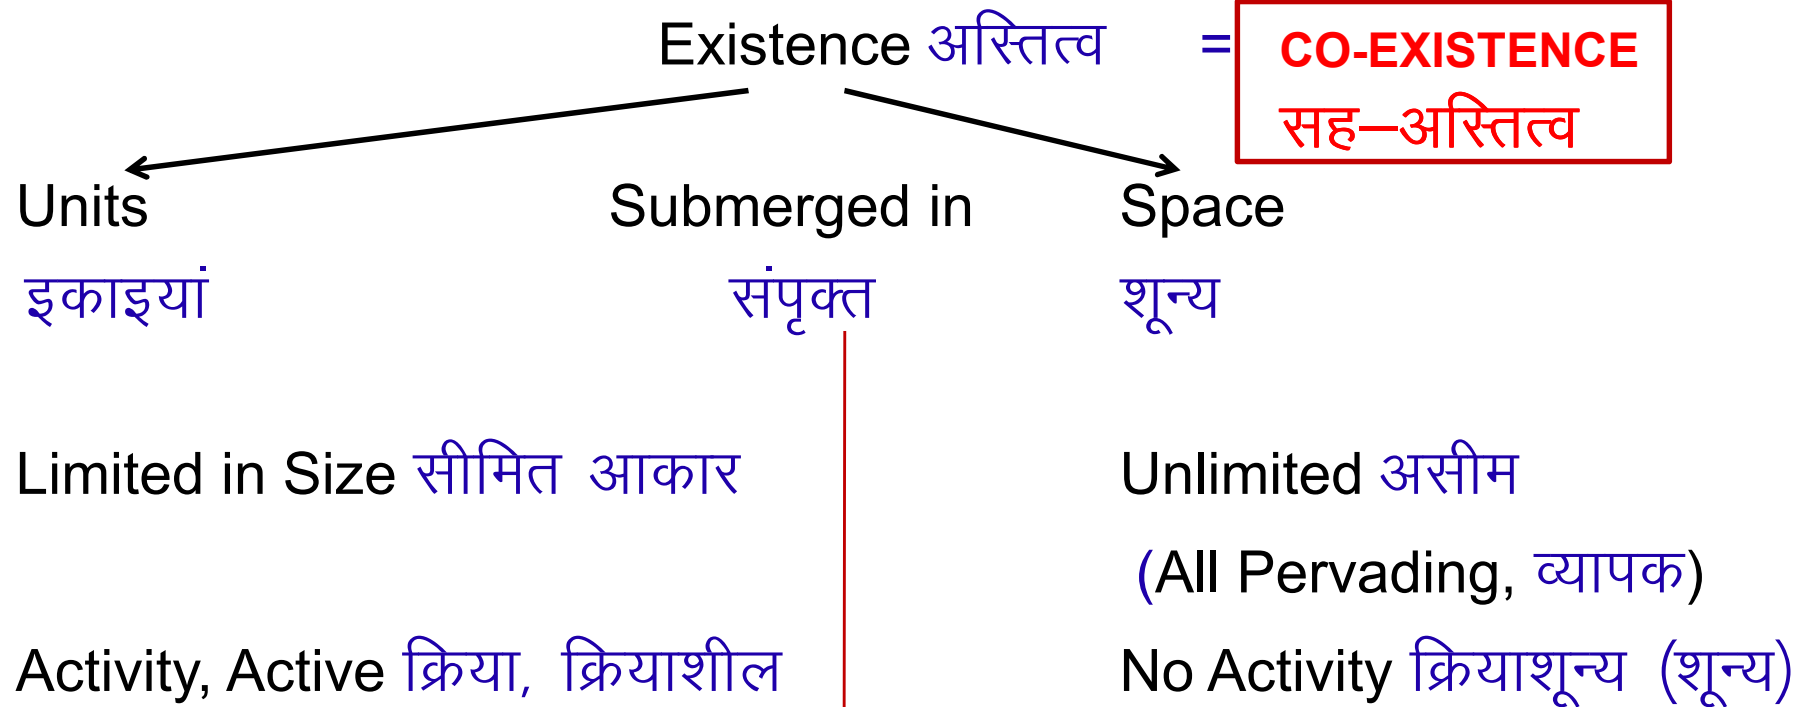 Existence अस्तित्व = CO-EXISTENCE
सह–अस्तित्व
Units Submerged in Space
इकाइयां संपृक्त शून्य
Limited in Size सीमित आकार Unlimited असीम
(All Pervading, व्यापक)
Activity, Active क्रिया, क्रियाशील No Activity क्रियाशून्य (शून्य)